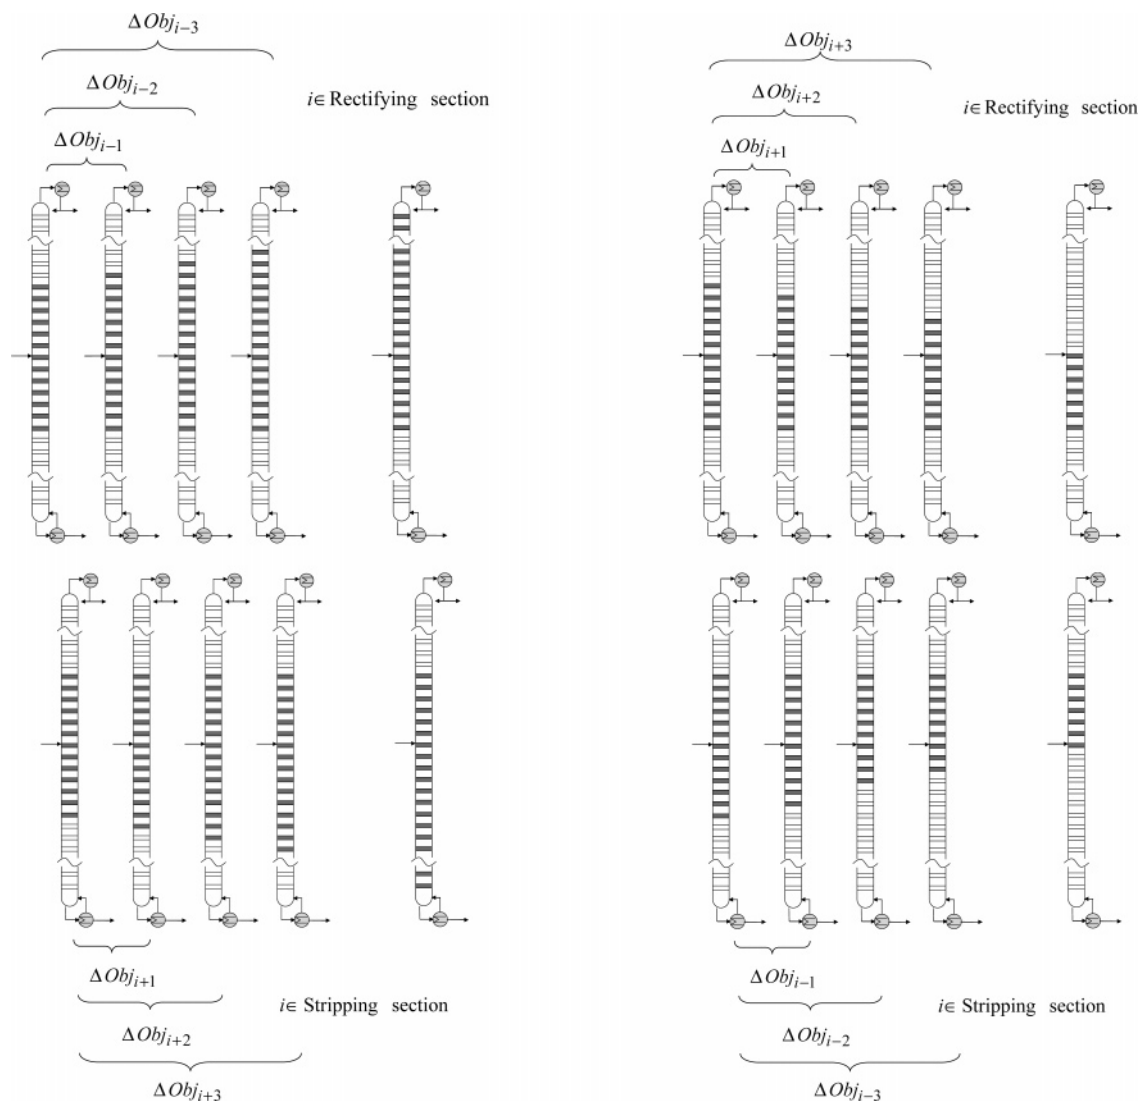 ΔObj_{i−3}
ΔObj_{i−2}
i∈ Rectifying section
ΔObj_{i−1}
ΔObj_{i+3}
ΔObj_{i+2}
i∈ Rectifying section
ΔObj_{i+1}
ΔObj_{i+1}
i∈ Stripping section
ΔObj_{i+2}
ΔObj_{i+3}
ΔObj_{i−1}
i∈ Stripping section
ΔObj_{i−2}
ΔObj_{i−3}